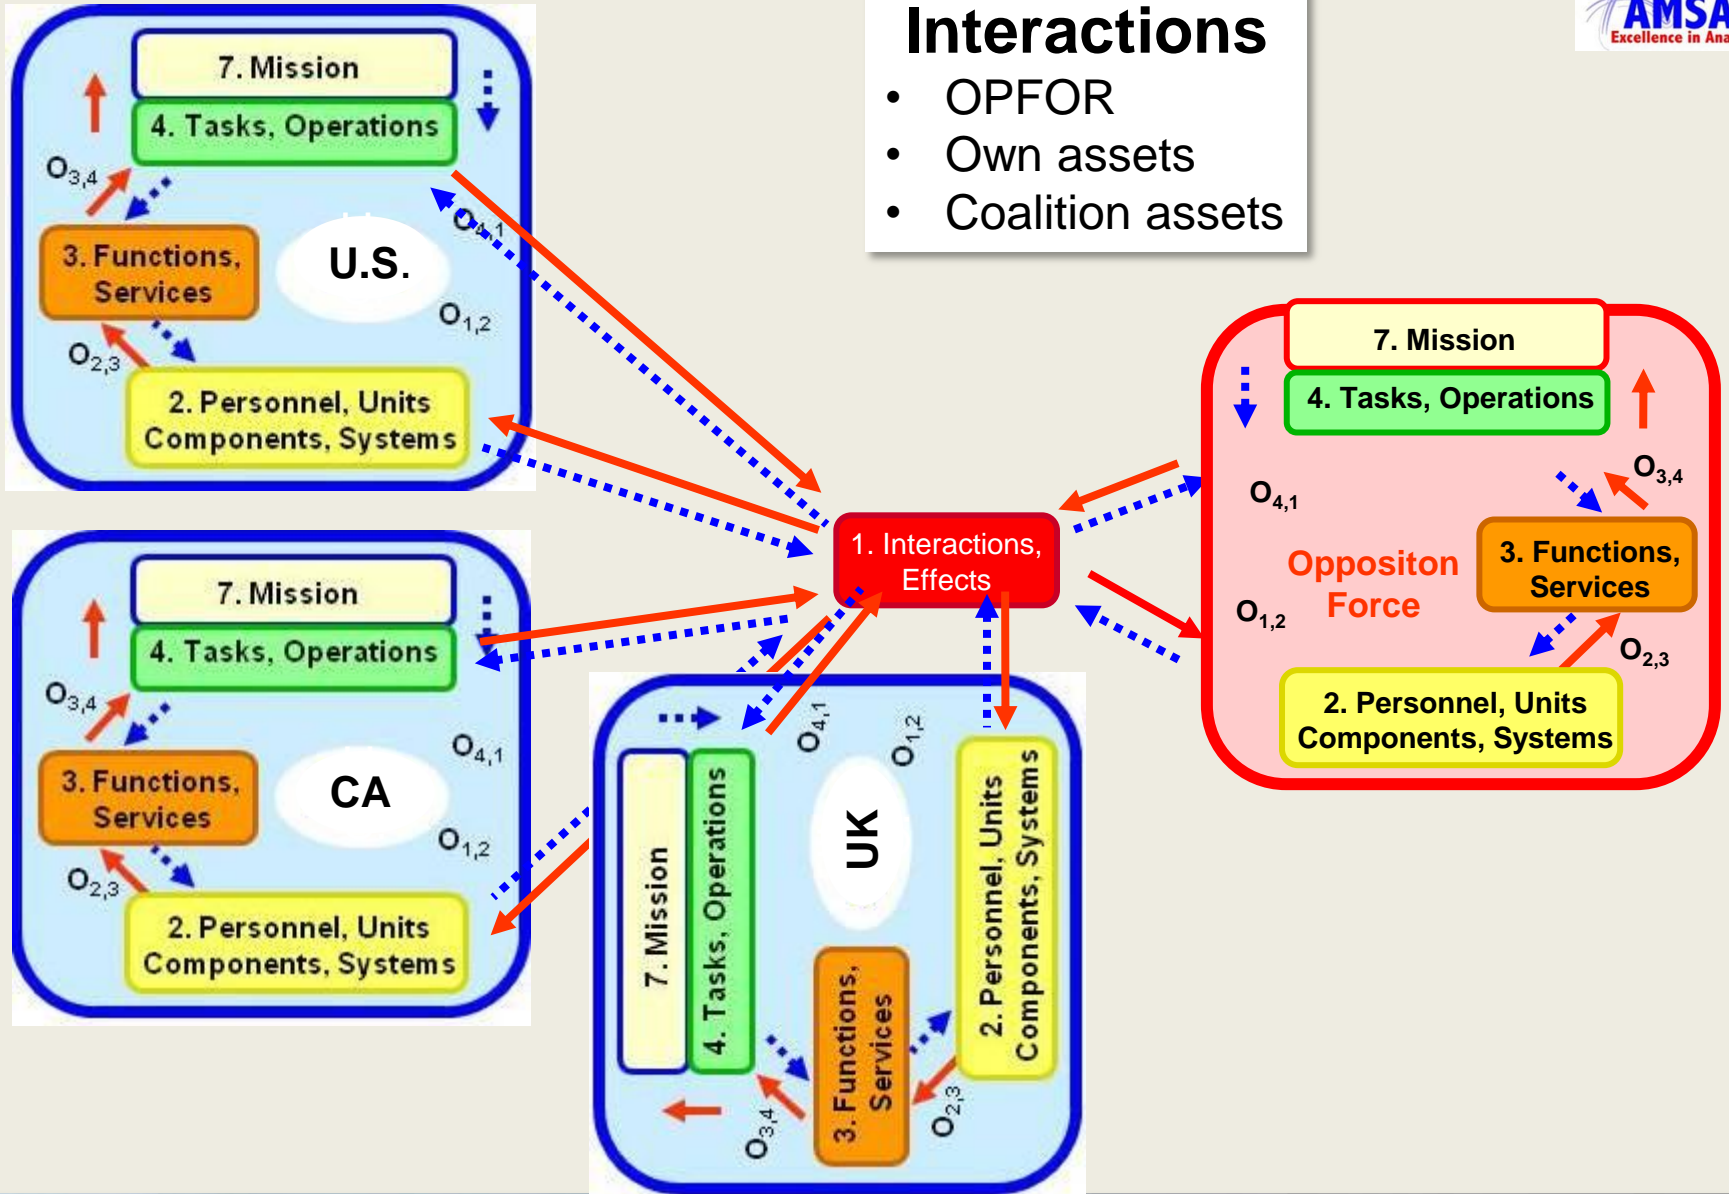 Interactions
• OPFOR
• Own assets
• Coalition assets
AMSA
Excellence in Ana
7. Mission
4. Tasks, Operations
O3,4
3. Functions,
Services
U.S.
O4,1
O1,2
O2,3
2. Personnel, Units
Components, Systems
7. Mission
4. Tasks, Operations
O3,4
3. Functions,
Services
CA
O4,1
O1,2
O2,3
2. Personnel, Units
Components, Systems
1. Interactions,
Effects
7. Mission
4. Tasks, Operations
O4,1
O1,2
UK
2. Personnel, Units
Components, Systems
3. Functions,
Services
O3,4
O2,3
7. Mission
4. Tasks, Operations
O3,4
O4,1
3. Functions,
Services
Oppositon
Force
O1,2
O2,3
2. Personnel, Units
Components, Systems